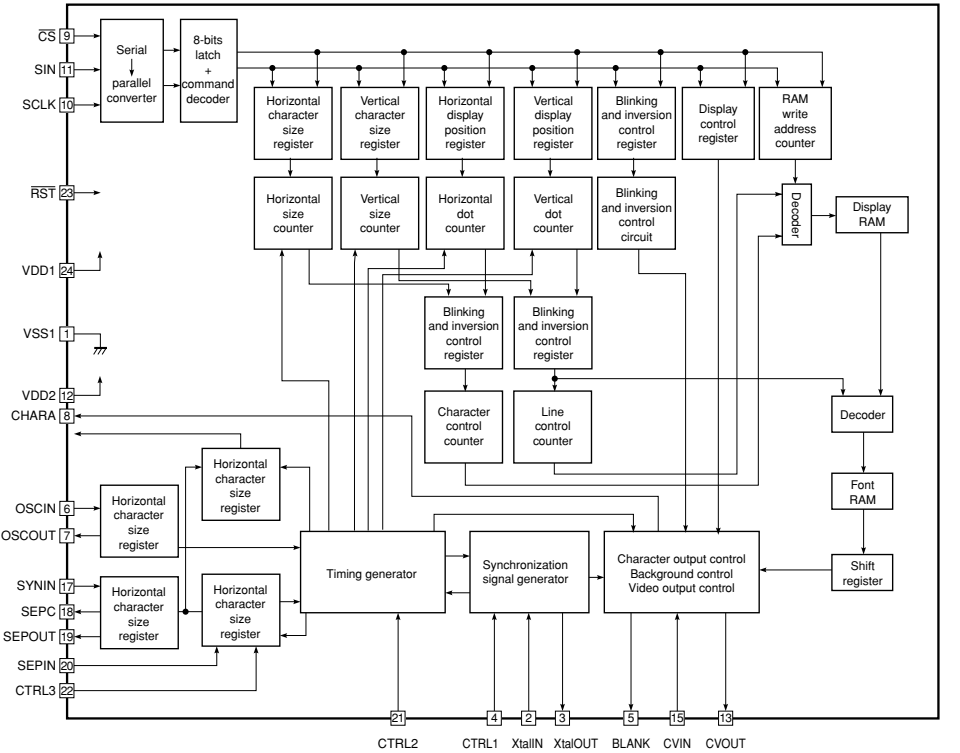 CS 9
SIN 11
SCLK 10
Serial
parallel
converter
8-bits
latch
+
command
decoder
Horizontal
character
size
register
Vertical
character
size
register
Horizontal
display
position
register
Vertical
display
position
register
Blinking
and inversion
control
register
Display
control
register
RAM
write
address
counter
RST 23
Horizontal
size
counter
Vertical
size
counter
Horizontal
dot
counter
Vertical
dot
counter
Blinking
and inversion
control
circuit
Decoder
Display
RAM
VDD1 24
VSS1 1
VDD2 12
CHARA 8
Blinking
and inversion
control
register
Blinking
and inversion
control
register
Character
control
counter
Line
control
counter
Decoder
Font
RAM
Shift
register
Horizontal
character
size
register
OSCIN 6
OSCOUT 7
Horizontal
character
size
register
SYNIN 17
SEPC 18
SEPOUT 19
SEPIN 20
CTRL3 22
Horizontal
character
size
register
Horizontal
character
size
register
Timing generator
Synchronization
signal generator
Character output control
Background control
Video output control
21 4 2 3 5 15 13
CTRL2 CTRL1 XtalIN XtalOUT BLANK CVIN CVOUT